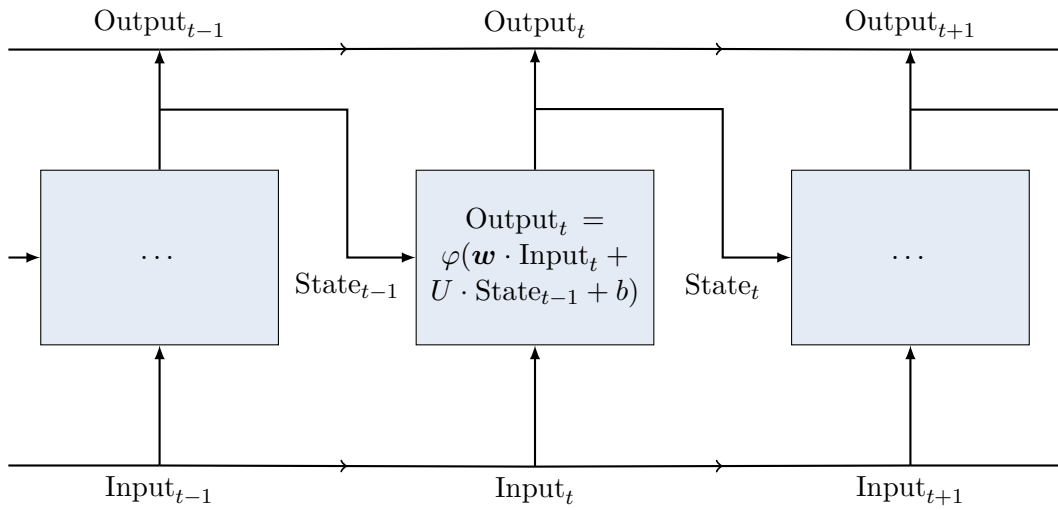 Output_{t−1}
Output_t
Output_{t+1}
···
Output_t =
φ(w · Input_t +
U · State_{t−1} + b)
···
State_{t−1}
State_t
Input_{t−1}
Input_t
Input_{t+1}